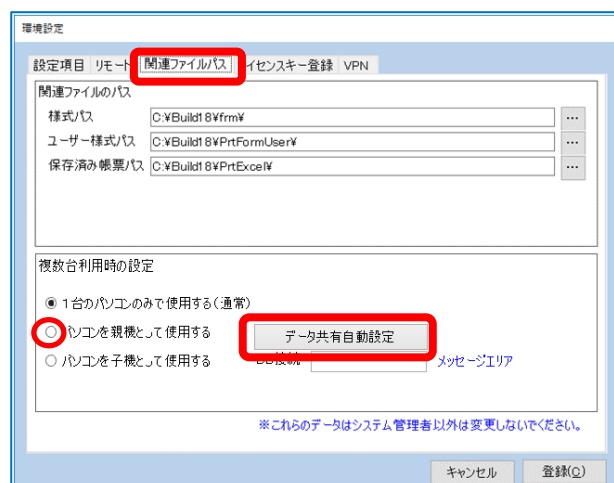 環境設定
設定項目 リモート 関連ファイルパス イセンスキー登録 VPN
関連ファイルのパス
様式パス C:¥Build18¥frm¥ ...
ユーザー様式パス C:¥Build18¥PrtFormUser¥ ...
保存済み帳票パス C:¥Build18¥PrtExcel¥ ...
複数台利用時の設定
1台のパソコンのみで使用する(通常)
パソコンを親機として使用する データ共有自動設定
パソコンを子機として使用する メッセージエリア
※これらのデータはシステム管理者以外は変更しないでください。
キャンセル 登録(C)